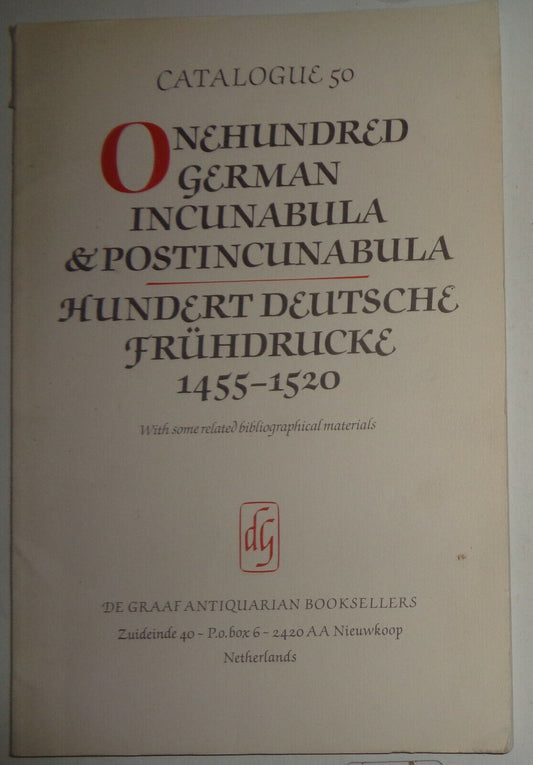 CATALOGUE 50
ONEHUNDRED
GERMAN
INCUNABULA
& POSTINCUNABULA
HUNDERT DEUTSCHE
FRÜHDRUCKE
1455–1520
With some related bibliographical materials
dG
DE GRAAF ANTIQUARIAN BOOKSELLERS
Zuideinde 40 – P.o. box 6 – 2420 AA Nieuwkoop
Netherlands